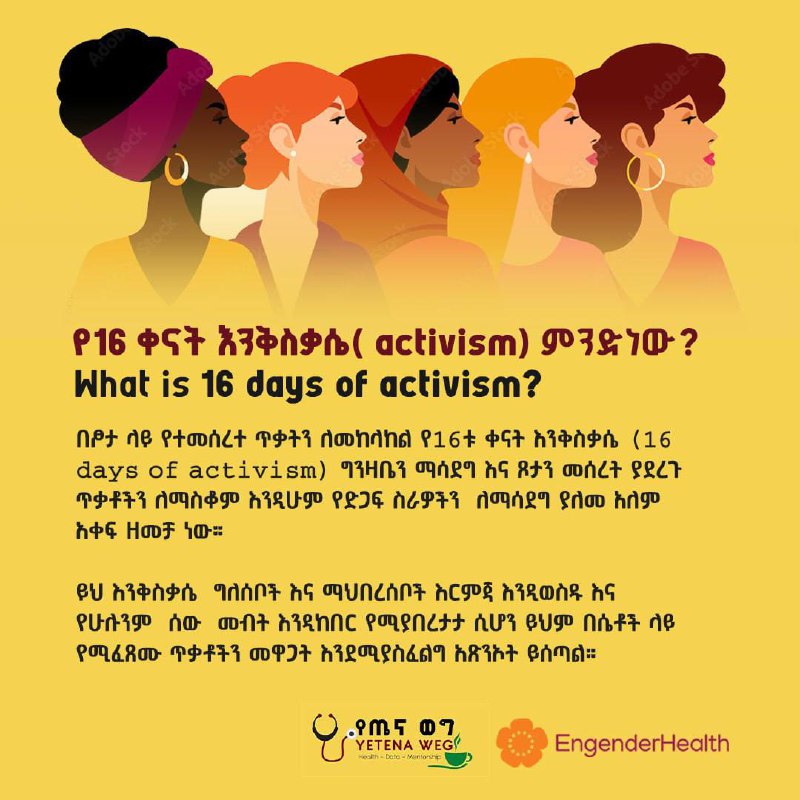 የ16 ቀናት እንቅስቃሴ( activism) ምንድነው?
What is 16 days of activism?
በፆታ ላይ የተመሰረተ ጥቃትን ለመከላከል የ16ቱ ቀናት እንቅስቃሴ (16
days of activism) ግንዛቤን ማሳደግ እና ጾታን መሰረት ያደረጉ
ጥቃቶችን ለማስቆም እንዲሁም የድጋፍ ስራዎችን ለማሳደግ ያለመ አለም
አቀፍ ዘመቻ ነው።
ይህ እንቅስቃሴ ግለሰቦች እና ማህበረሰቦች እርምጃ እንዲወስዱ እና
የሁሉንም ሰው መብት እንዲከበር የሚያበረታታ ሲሆን ይህም በሴቶች ላይ
የሚፈጸሙ ጥቃቶችን መዋጋት እንደሚያስፈልግ አጽንኦት ይሰጣል።
የጤና ወግ
YETENA WEG
Health - Data - Mentorship
EngenderHealth